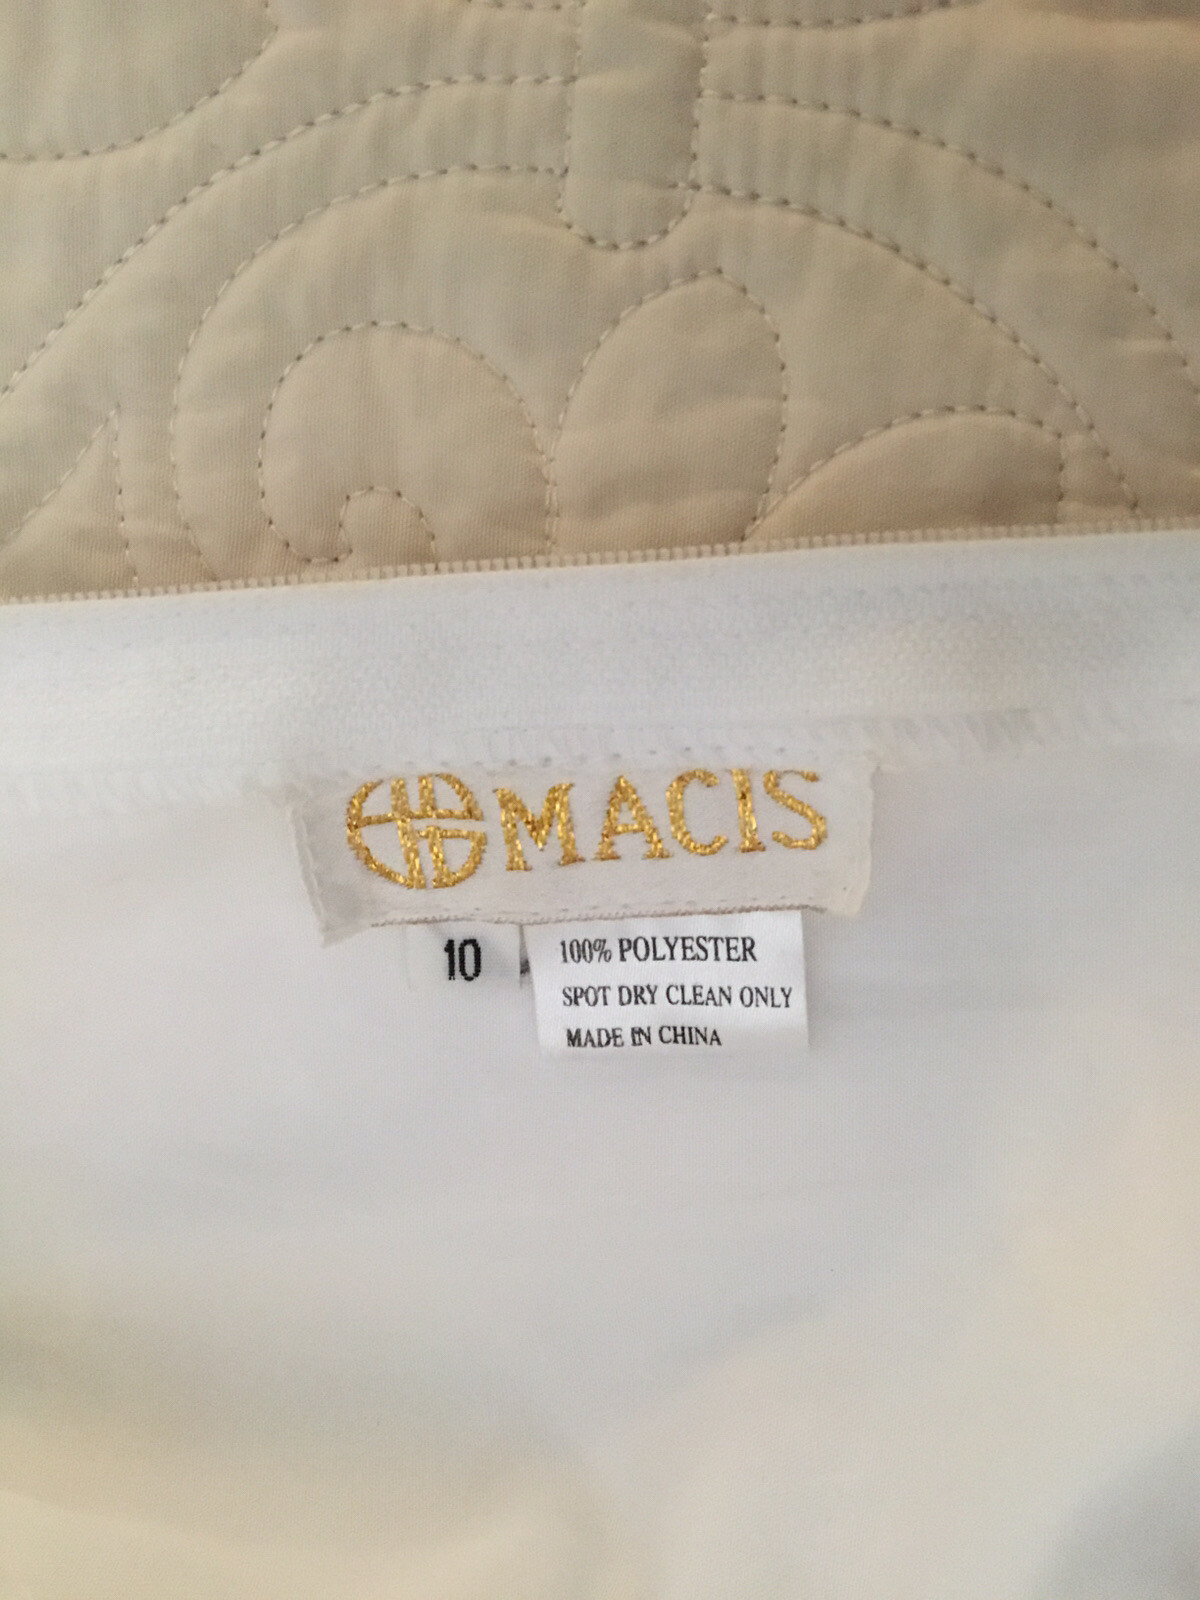 MACIS
10
100% POLYESTER
SPOT DRY CLEAN ONLY
MADE IN CHINA